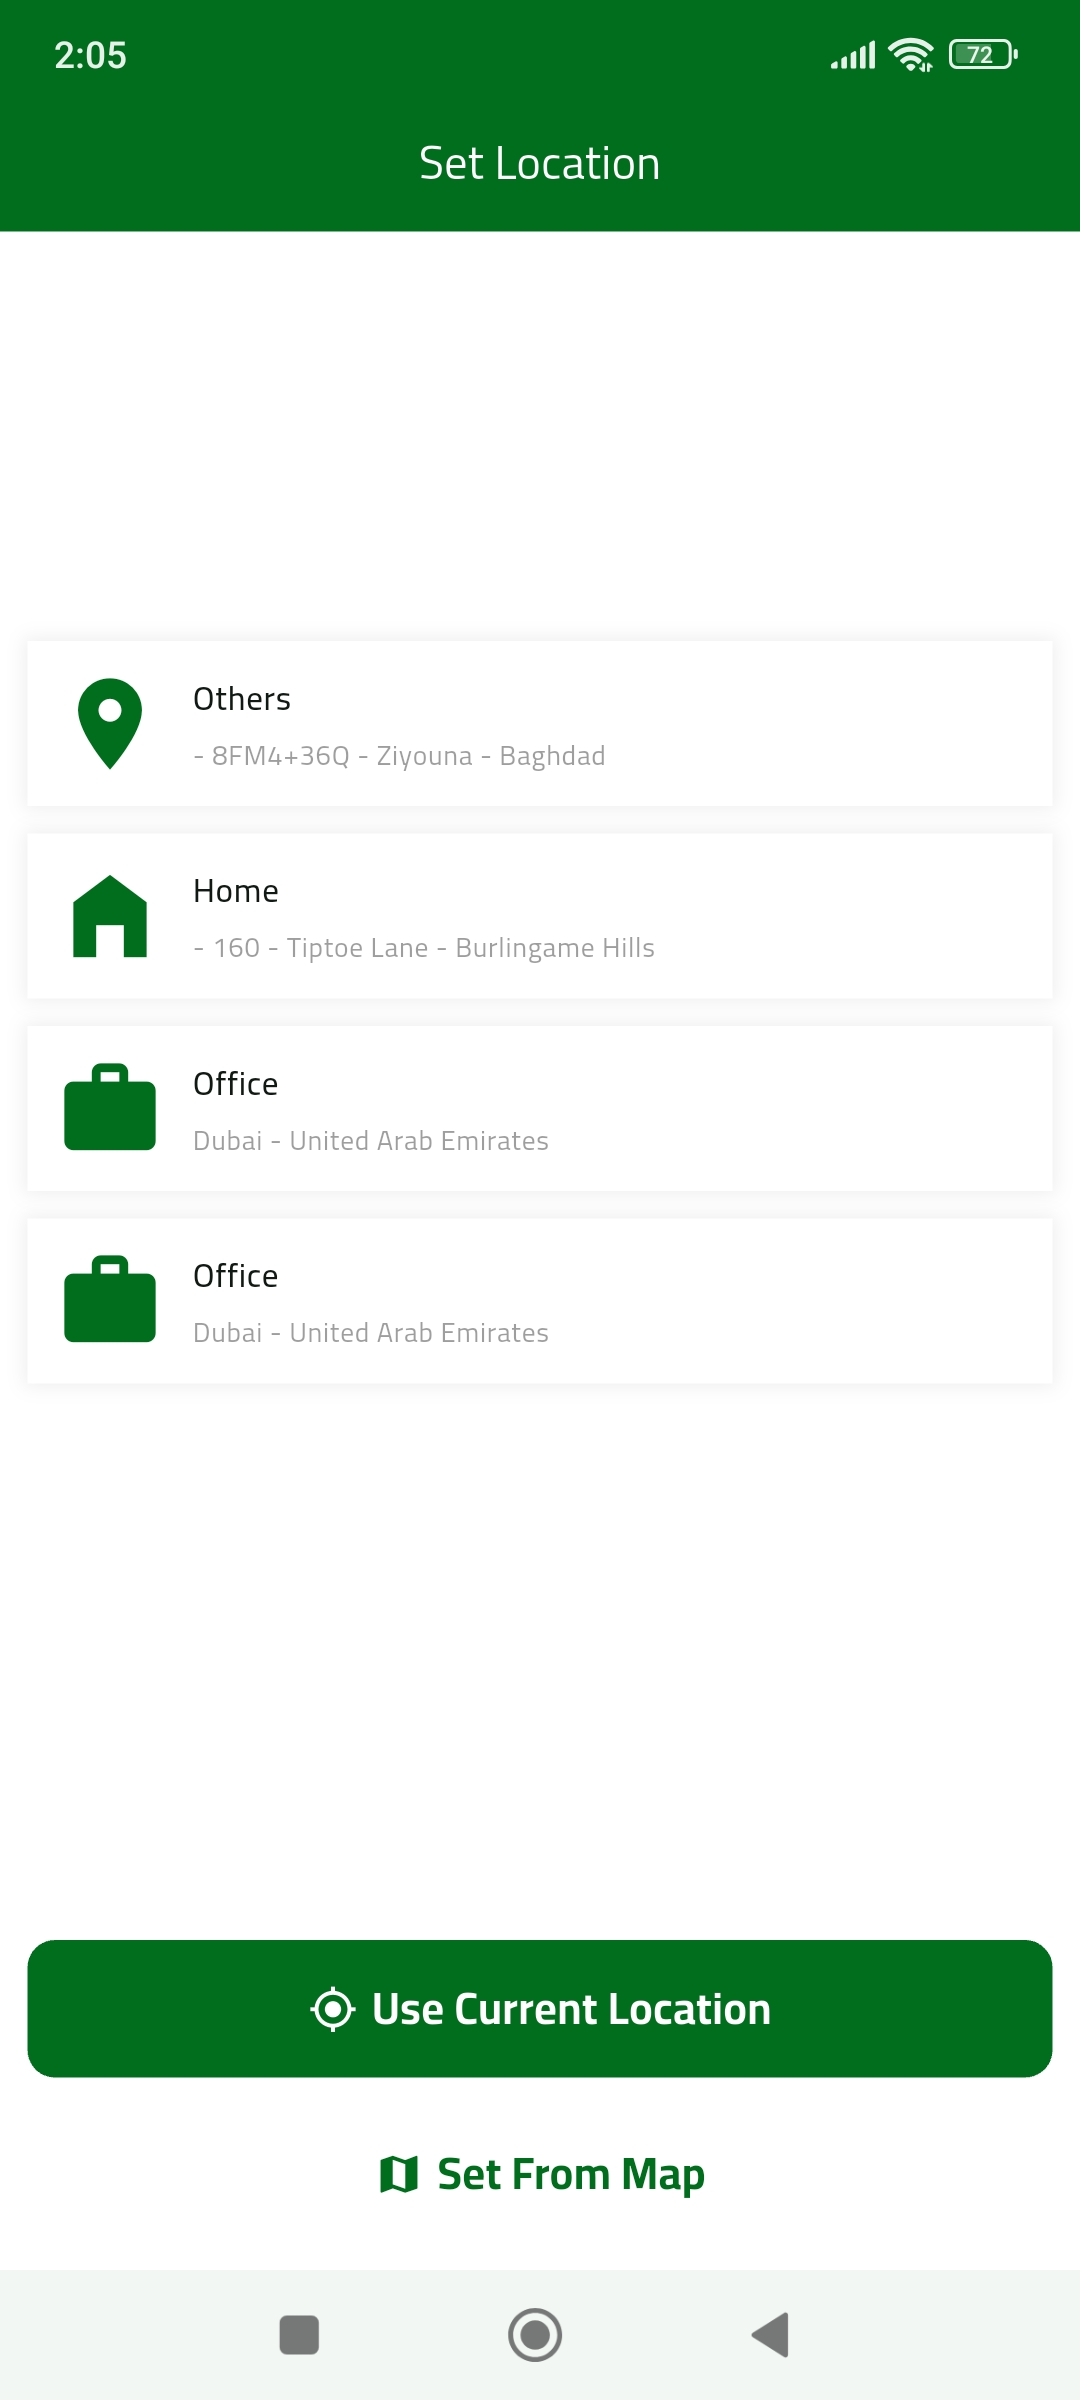 2:05
72
Set Location
Others
- 8FM4+36Q - Ziyouna - Baghdad
Home
- 160 - Tiptoe Lane - Burlingame Hills
Office
Dubai - United Arab Emirates
Office
Dubai - United Arab Emirates
Use Current Location
Set From Map